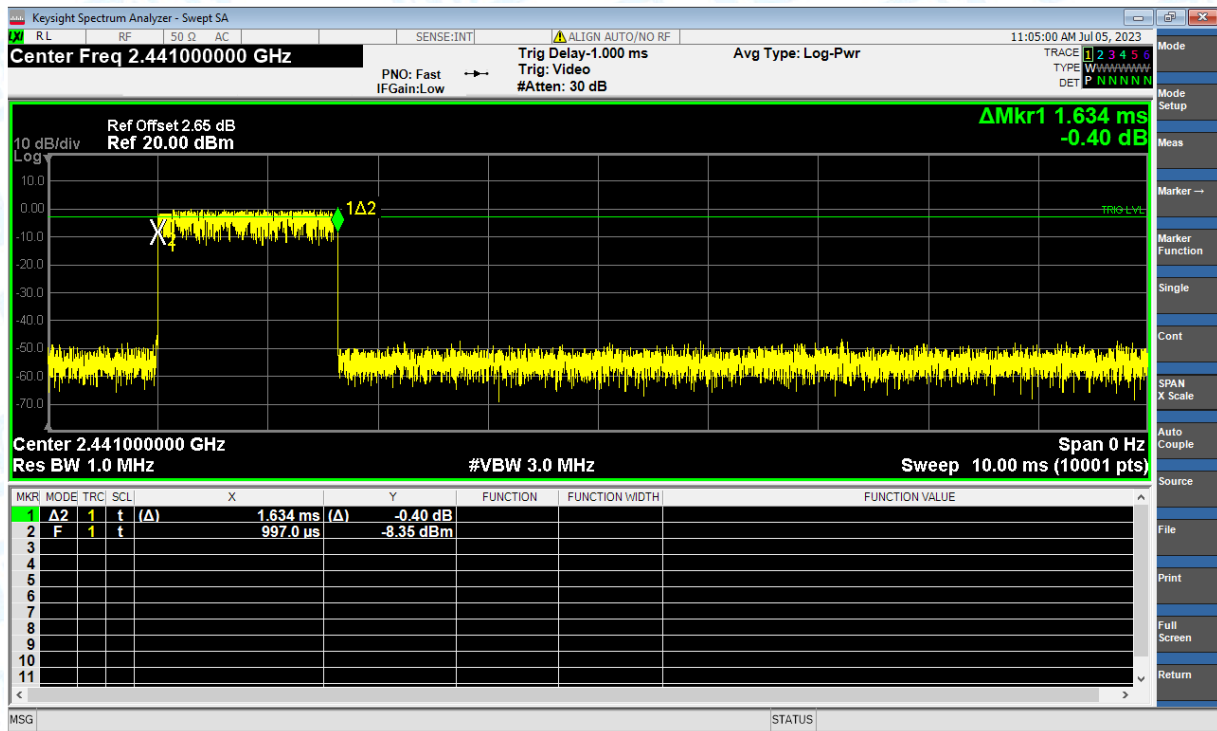 Keysight Spectrum Analyzer - Swept SA
LXI RL RF 50 Ω AC SENSE:INT ALIGN AUTO/NO RF 11:05:00 AM Jul 05, 2023
Center Freq 2.441000000 GHz
PNO: Fast
IFGain:Low
Trig Delay-1.000 ms
Trig: Video
#Atten: 30 dB
Avg Type: Log-Pwr
TRACE 1 2 3 4 5 6
TYPE WWWWWW
DET P N N N N N
ΔMkr1 1.634 ms
-0.40 dB
Ref Offset 2.65 dB
10 dB/div Ref 20.00 dBm
Log
10.0
0.00
-10.0
-20.0
-30.0
-40.0
-50.0
-60.0
-70.0
1Δ2
TRIG LVL
Center 2.441000000 GHz Span 0 Hz
Res BW 1.0 MHz #VBW 3.0 MHz Sweep 10.00 ms (10001 pts)
MKR MODE TRC SCL X Y FUNCTION FUNCTION WIDTH FUNCTION VALUE
1 Δ2 1 t (Δ) 1.634 ms (Δ) -0.40 dB
2 F 1 t 997.0 µs -8.35 dBm
3
4
5
6
7
8
9
10
11
MSG STATUS
Mode
Mode
Setup
Meas
Marker →
Marker
Function
Single
Cont
SPAN
X Scale
Auto
Couple
Source
File
Print
Full
Screen
Return